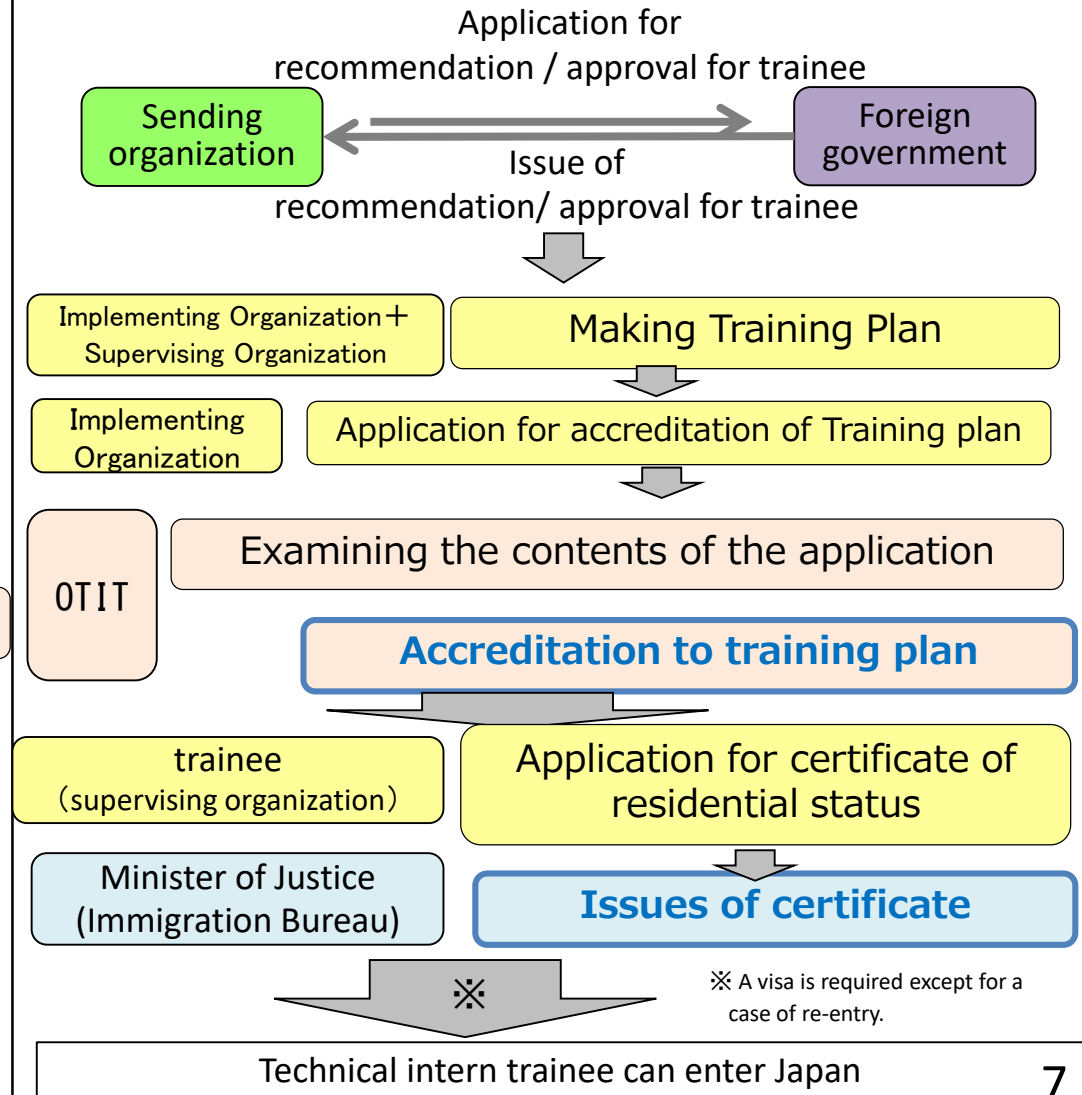 Application for
recommendation / approval for trainee
Sending
organization
Foreign
government
Issue of
recommendation/ approval for trainee
Implementing Organization＋
Supervising Organization
Making Training Plan
Implementing
Organization
Application for accreditation of Training plan
OTIT
Examining the contents of the application
Accreditation to training plan
trainee
（supervising organization）
Application for certificate of
residential status
Minister of Justice
(Immigration Bureau)
Issues of certificate
※
※ A visa is required except for a
case of re-entry.
Technical intern trainee can enter Japan
7